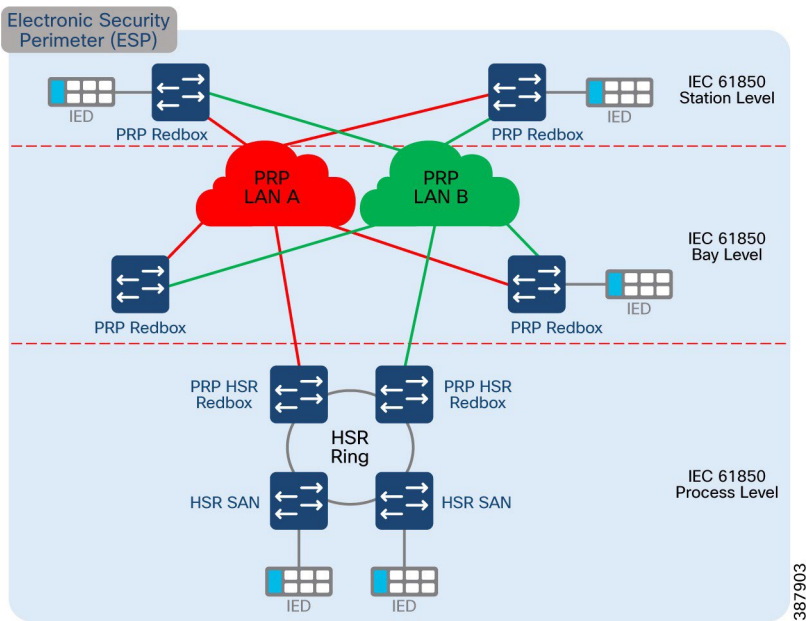 Electronic Security
Perimeter (ESP)
IED
PRP Redbox
PRP Redbox
IED
IEC 61850
Station Level
PRP
LAN A
PRP
LAN B
IEC 61850
Bay Level
PRP Redbox
PRP Redbox
IED
PRP HSR
Redbox
PRP HSR
Redbox
HSR
Ring
HSR SAN
HSR SAN
IEC 61850
Process Level
IED
IED
387903